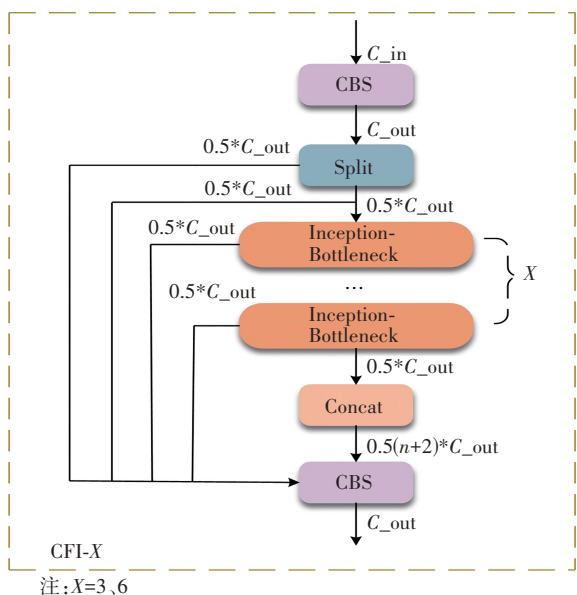 C_in
CBS
C_out
0.5*C_out
Split
0.5*C_out
0.5*C_out
0.5*C_out
Inception-
Bottleneck
X
...
0.5*C_out
Inception-
Bottleneck
0.5*C_out
Concat
0.5(n+2)*C_out
CBS
C_out
CFI-X
注:X=3、6